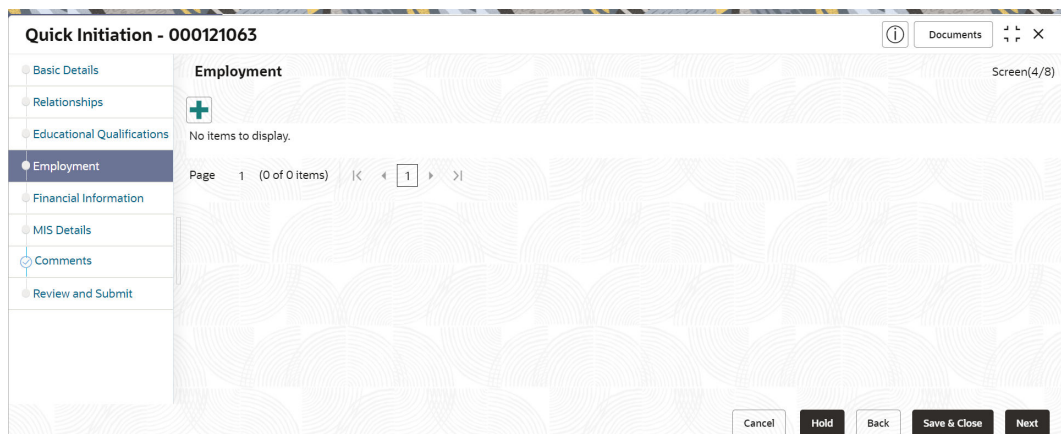 Quick Initiation - 000121063
Documents
Basic Details
Relationships
Educational Qualifications
Employment
Financial Information
MIS Details
Comments
Review and Submit
Employment
Screen(4/8)
No items to display.
Page 1 (0 of 0 items) 1
Cancel Hold Back Save & Close Next